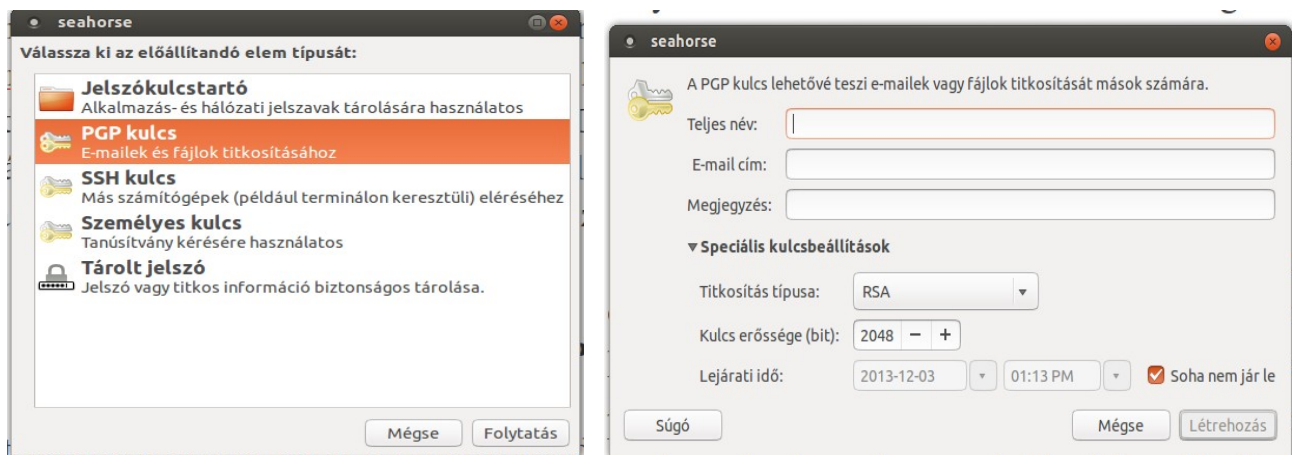 seahorse
Válassza ki az előállítandó elem típusát:
Jelszókulcstartó
Alkalmazás- és hálózati jelszavak tárolására használatos
PGP kulcs
E-mailek és fájlok titkosításához
SSH kulcs
Más számítógépek (például terminálon keresztüli) eléréséhez
Személyes kulcs
Tanúsítvány kérésére használatos
Tárolt jelszó
Jelszó vagy titkos információ biztonságos tárolása.
Mégse Folytatás
seahorse
A PGP kulcs lehetővé teszi e-mailek vagy fájlok titkosítását mások számára.
Teljes név:
E-mail cím:
Megjegyzés:
Speciális kulcsbeállítások
Titkosítás típusa: RSA
Kulcs erőssége (bit): 2048 − +
Lejárati idő: 2013-12-03 01:13 PM Soha nem jár le
Súgó Mégse Létrehozás